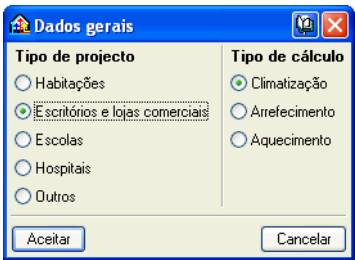 Dados gerais
Tipo de projecto
Habitações
Escritórios e lojas comerciais
Escolas
Hospitais
Outros
Tipo de cálculo
Climatização
Arrefecimento
Aquecimento
Aceitar
Cancelar